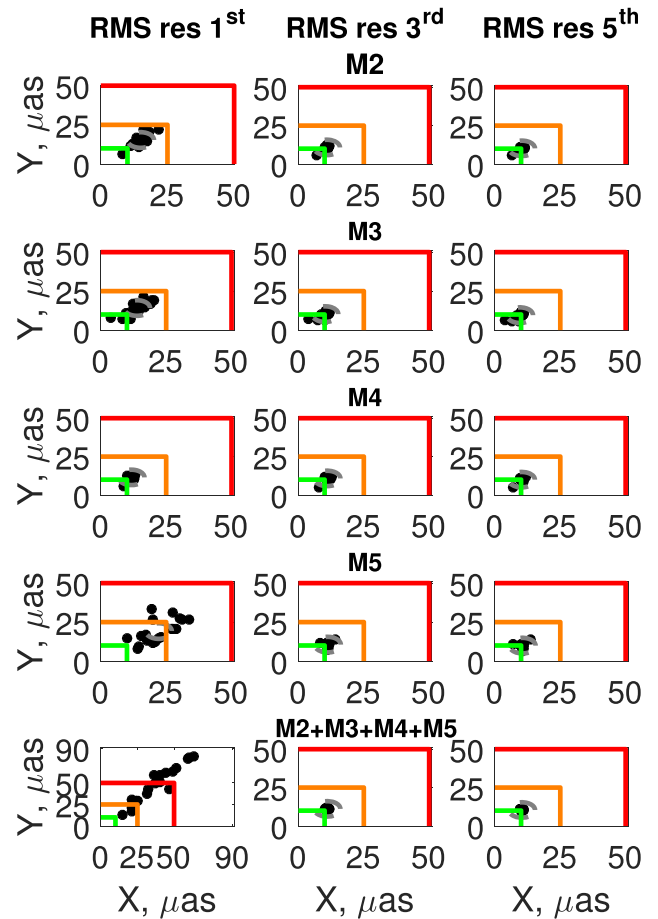 RMS res 1st RMS res 3rd RMS res 5th
M2
Y, μas 50 25 0 50 25 0 50 25 0
0 25 50 0 25 50 0 25 50
M3
Y, μas 50 25 0 50 25 0 50 25 0
0 25 50 0 25 50 0 25 50
M4
Y, μas 50 25 0 50 25 0 50 25 0
0 25 50 0 25 50 0 25 50
M5
Y, μas 50 25 0 50 25 0 50 25 0
0 25 50 0 25 50 0 25 50
M2+M3+M4+M5
Y, μas 90 50 25 0 50 25 0 50 25 0
0 25 50 90 0 25 50 0 25 50
X, μas X, μas X, μas